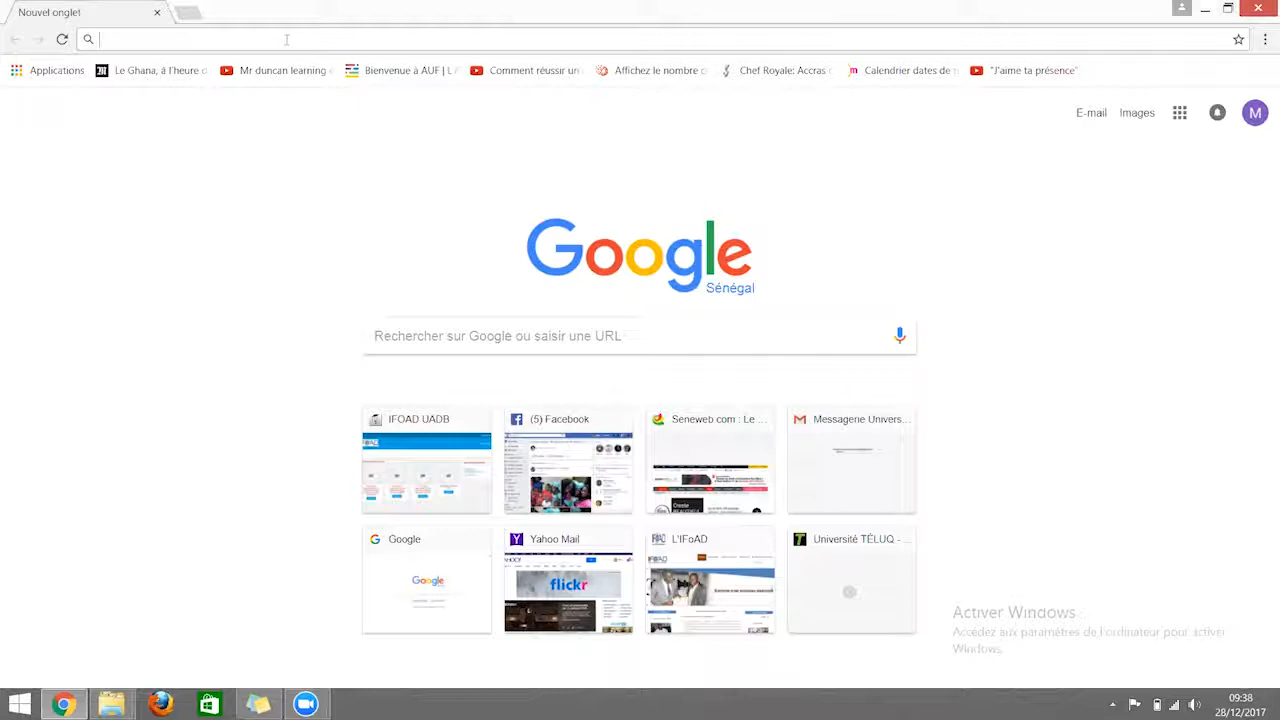 Nouvel onglet
Applications
Le Ghana, à l'heure
Mr duncan learning
Bienvenue à AUF | L
Comment réussir un
Affichez le nombre
Chef Royale Accras
Calendrier dates de
"J'aime ta présence"
E-mail
Images
M
Google
Sénégal
Rechercher sur Google ou saisir une URL
IFOAD UADB
(5) Facebook
Seneweb com : Le ...
Messagerie Univers...
Google
Yahoo Mail
L'IFoAD
Université TÉLUQ - ...
Google
flickr
Activer Windows
Accédez aux paramètres de l'ordinateur pour activer
Windows.
09:38
28/12/2017